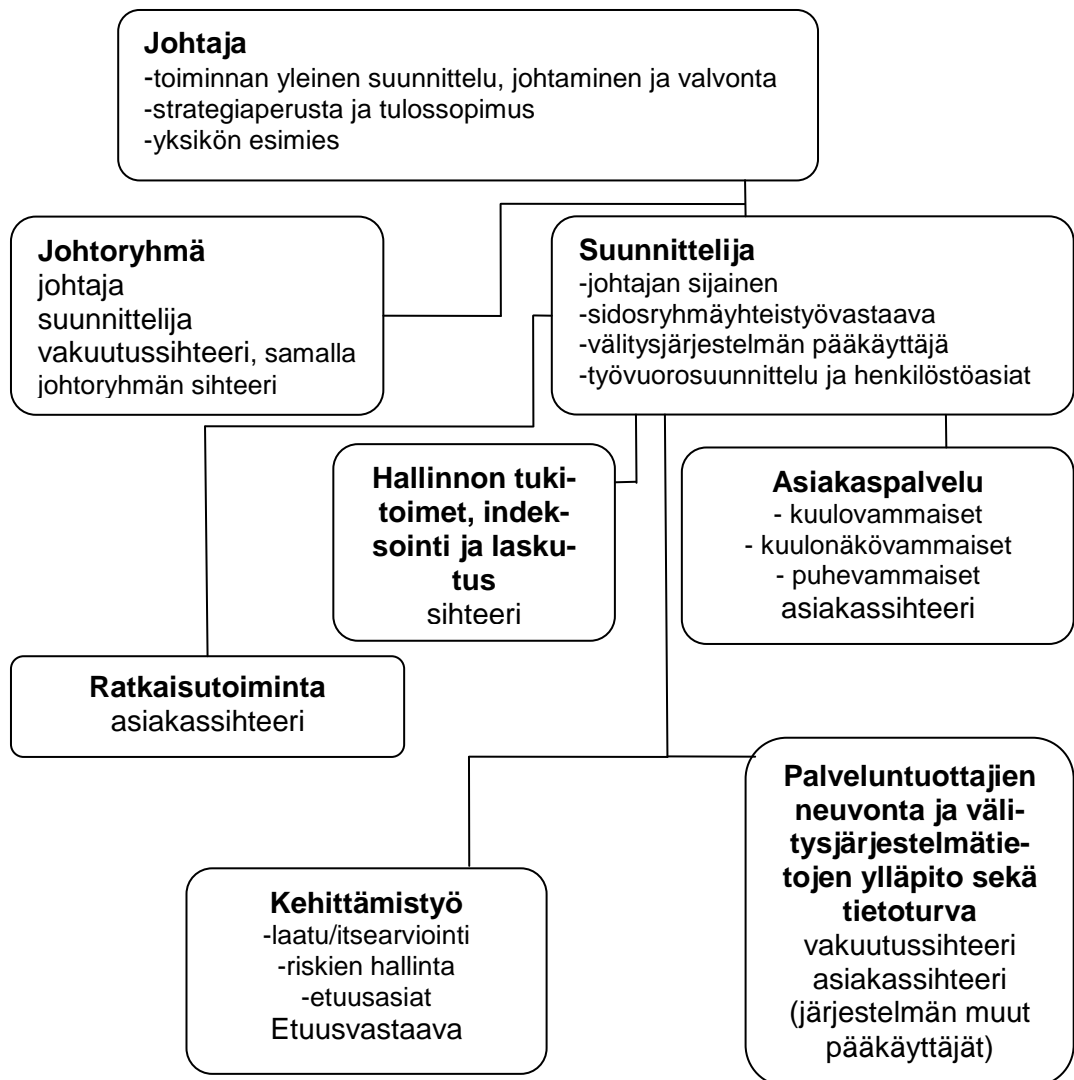 Johtaja
-toiminnan yleinen suunnittelu, johtaminen ja valvonta
-strategiaperusta ja tulossopimus
-yksikön esimies
Johtoryhmä
johtaja
suunnittelija
vakuutussihteeri, samalla
johtoryhmän sihteeri
Suunnittelija
-johtajan sijainen
-sidosryhmäyhteistyövastaava
-välitysjärjestelmän pääkäyttäjä
-työvuorosuunnittelu ja henkilöstöasiat
Hallinnon tuki-
toimet, indek-
sointi ja lasku-
tus
sihteeri
Asiakaspalvelu
- kuulovammaiset
- kuulonäkövammaiset
- puhevammaiset
asiakassihteeri
Ratkaisutoiminta
asiakassihteeri
Kehittämistyö
-laatu/itsearviointi
-riskien hallinta
-etuusasiat
Etuusvastaava
Palveluntuottajien
neuvonta ja väli-
tysjärjestelmätie-
tojen ylläpito sekä
tietoturva
vakuutussihteeri
asiakassihteeri
(järjestelmän muut
pääkäyttäjät)